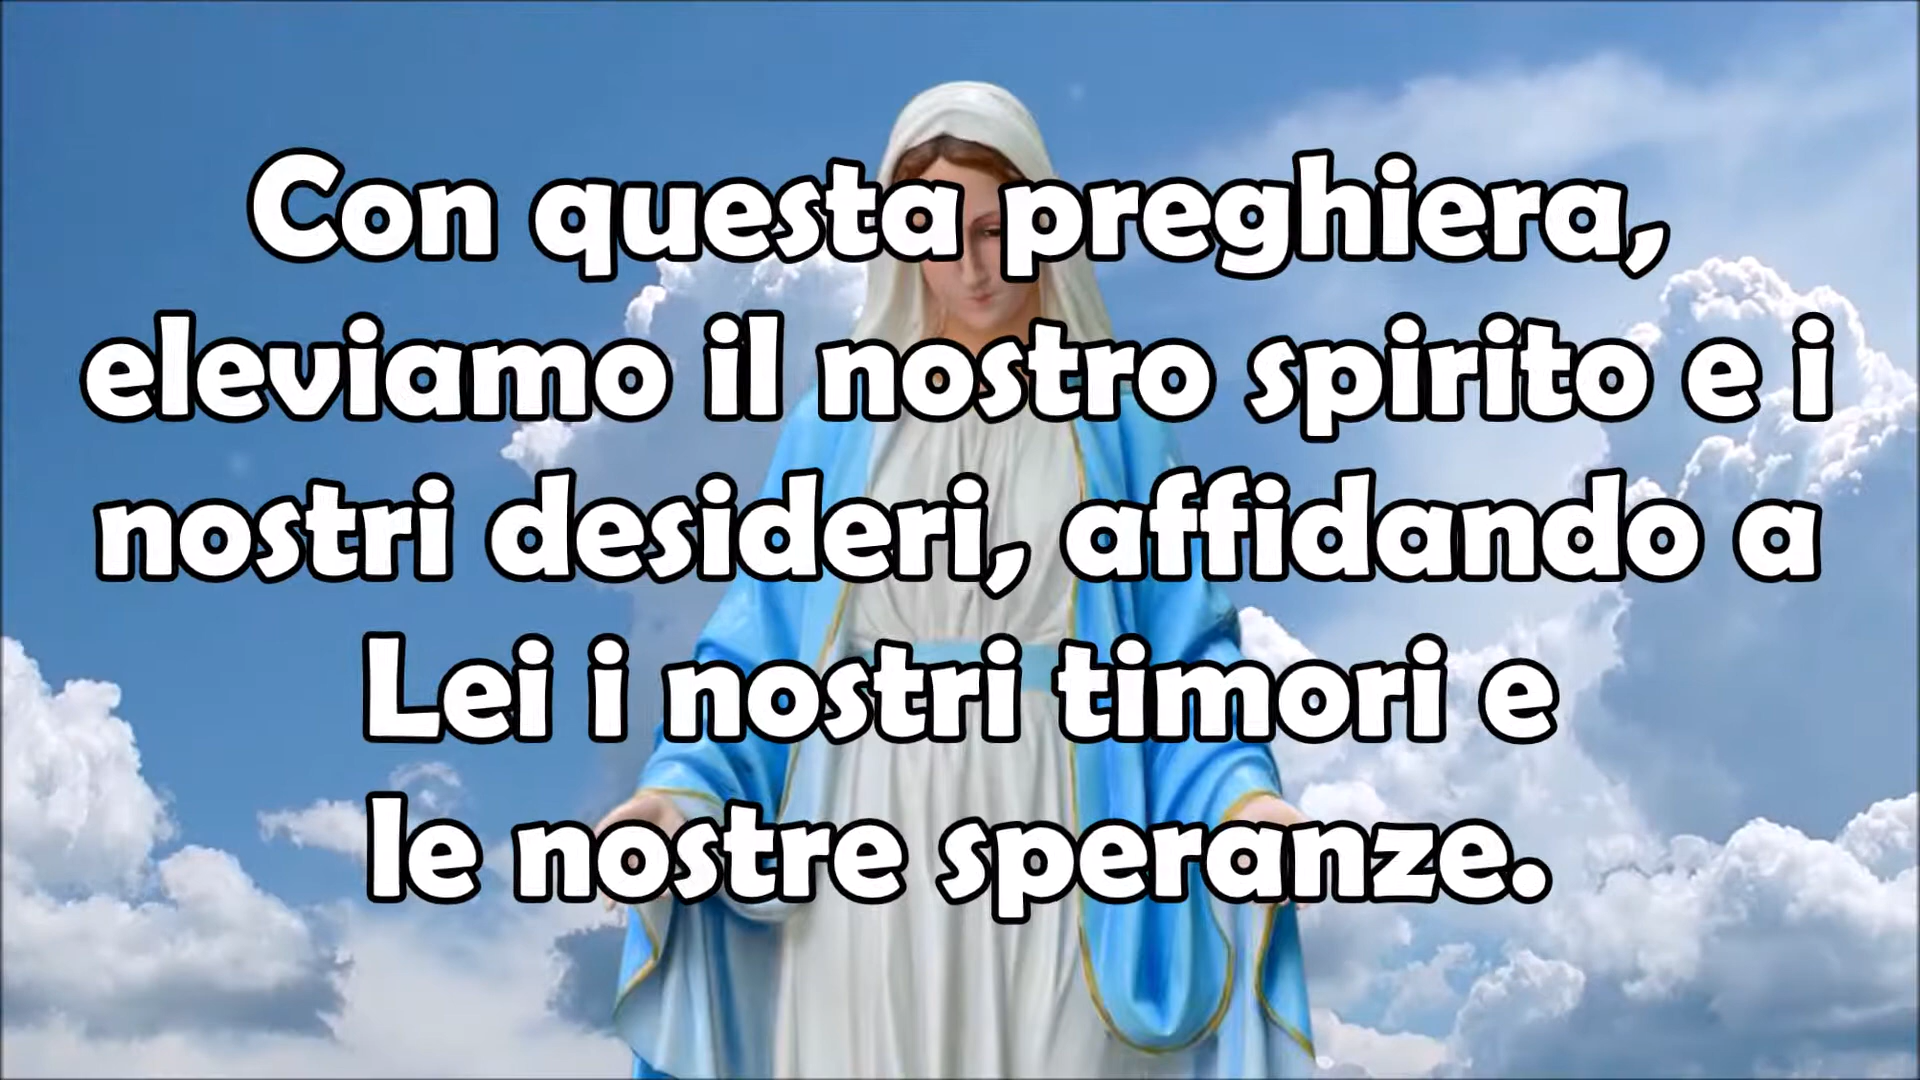 Con questa preghiera,
eleviamo il nostro spirito e i
nostri desideri, affidando a
Lei i nostri timori e
le nostre speranze.